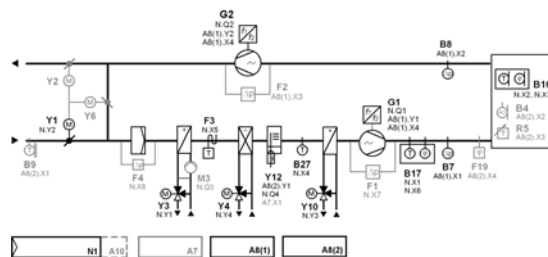 G2
N.Q2
A8(1).Y2
A8(1).X4
B8
A8(1).X2
Y2
M
M
Y6
F2
A8(1).X3
B16
N.X2, N.X
B4
A8(2).X2
R5
A8(2).X3
Y1
N.Y2
M
F3
N.X5
T
G1
N.Q1
A8(1).Y1
A8(1).X4
B9
A8(2).X1
F4
N.X8
M3
N.Q3
Y12
A8(2).Y1
N.Q4
A7.X1
B27
N.X4
T
F1
N.X7
B17
N.X1
N.X6
B7
A8(1).X1
F19
A8(2).X4
M
Y3
N.Y1
M
Y4
N.Y4
M
Y10
N.Y3
N1
A10
A7
A8(1)
A8(2)